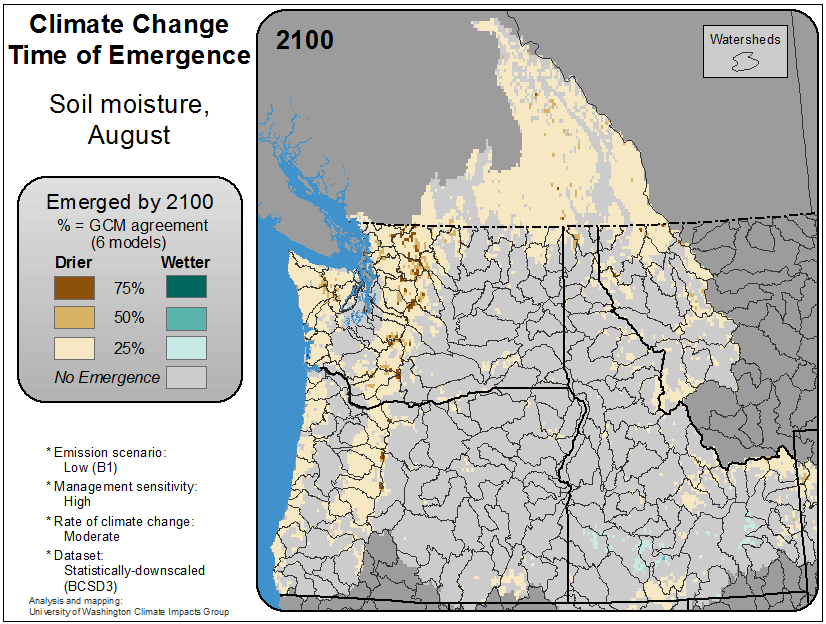 Climate Change
Time of Emergence
Soil moisture,
August
Emerged by 2100
% = GCM agreement
(6 models)
Drier
Wetter
75%
50%
25%
No Emergence
* Emission scenario:
Low (B1)
* Management sensitivity:
High
* Rate of climate change:
Moderate
* Dataset:
Statistically-downscaled
(BCSD3)
Analysis and mapping:
University of Washington Climate Impacts Group
2100
Watersheds